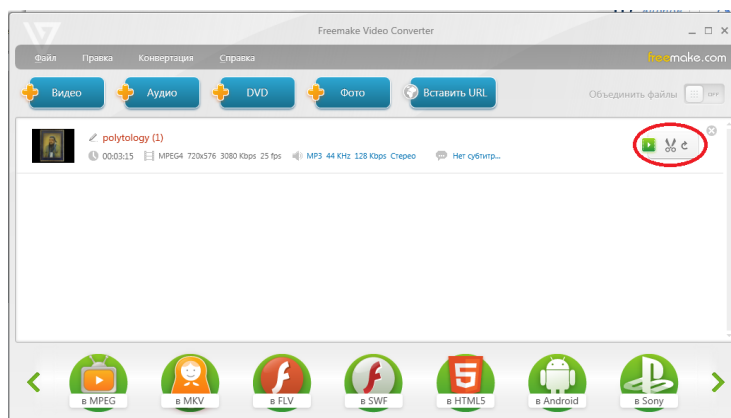 Freemake Video Converter
Файл Правка Конвертация Справка
freemake.com
Видео Аудио DVD Фото Вставить URL Объединить файлы OFF
polytology (1)
00:03:15 MPEG4 720x576 3080 Kbps 25 fps MP3 44 KHz 128 Kbps Стерео Нет субтитр...
в MPEG в MKV в FLV в SWF в HTML5 в Android в Sony